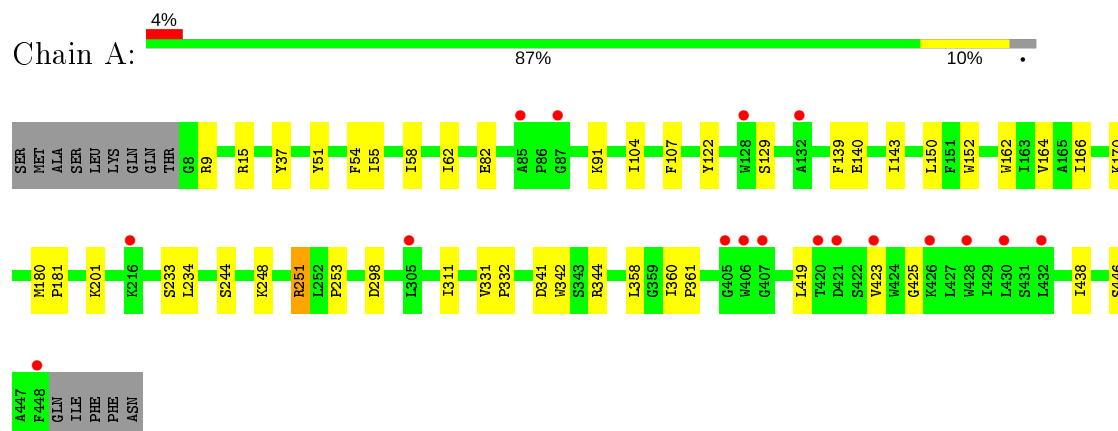 4%
Chain A:
87% 10%
SER MET ALA SER LEU LYS GLN GLN THR G8 R9 R15 Y37 Y51 F54 I55 I58 I62 E82 A85 P86 G87 K91 I104 F107 Y122 W128 S129 A132 F139 E140 I143 L150 F151 W152 W162 I163 V164 A165 I166 K170
M180 P181 K201 K216 S233 L234 S244 K248 R251 L252 P253 D298 L305 I311 V331 P332 D341 W342 S343 R344 L358 G359 I360 P361 G405 W406 G407 L419 T420 D421 S422 V423 W424 G425 K426 L427 W428 I429 L430 S431 L432 I438 S446
A447 F448 GLN ILE PHE PHE ASN